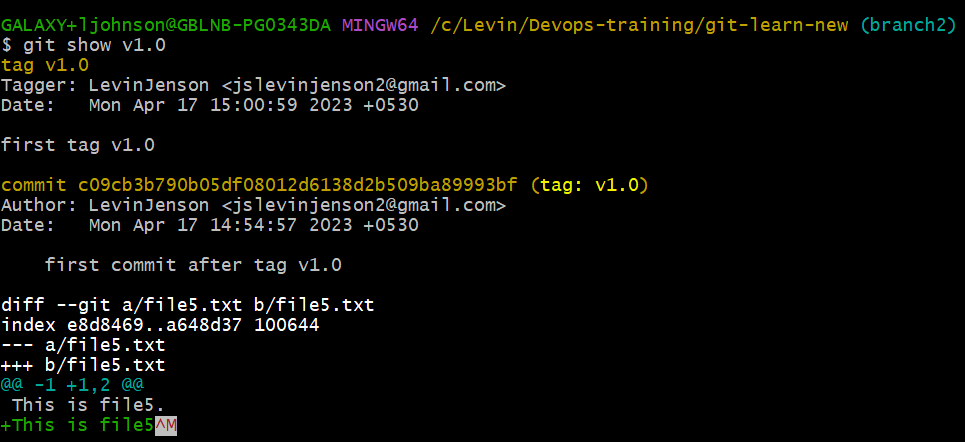 GALAXY+ljohnson@GBLNB-PG0343DA MINGW64 /c/Levin/Devops-training/git-learn-new (branch2)
$ git show v1.0
tag v1.0
Tagger: LevinJenson <jslevinjenson2@gmail.com>
Date:   Mon Apr 17 15:00:59 2023 +0530

first tag v1.0

commit c09cb3b790b05df08012d6138d2b509ba89993bf (tag: v1.0)
Author: LevinJenson <jslevinjenson2@gmail.com>
Date:   Mon Apr 17 14:54:57 2023 +0530

    first commit after tag v1.0

diff --git a/file5.txt b/file5.txt
index e8d8469..a648d37 100644
--- a/file5.txt
+++ b/file5.txt
@@ -1 +1,2 @@
 This is file5.
+This is file5^M